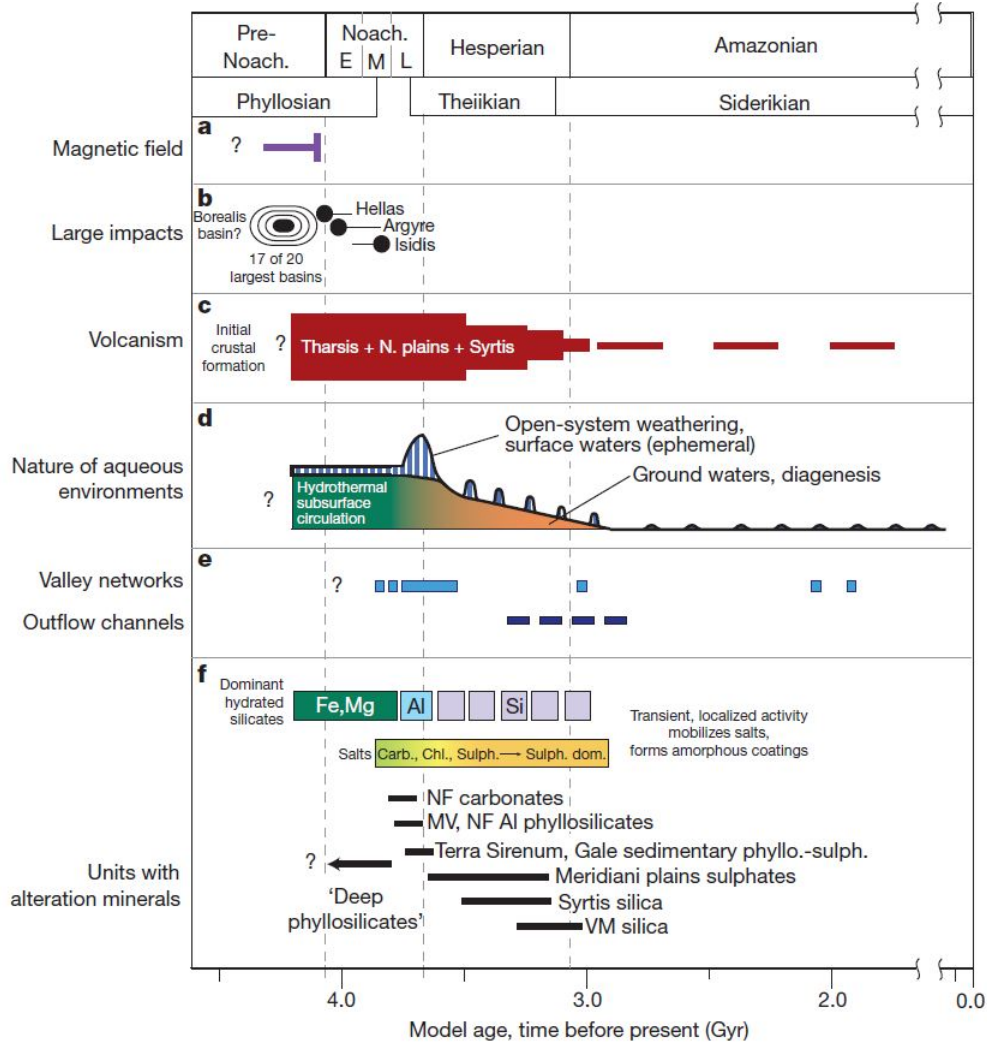 Pre-
Noach.
Noach.
E M L
Hesperian
Amazonian
Phyllosian
Theiikian
Siderikian
a
Magnetic field
?
b
Large impacts
Borealis
basin?
17 of 20
largest basins
Hellas
Argyre
Isidis
c
Volcanism
Initial
crustal
formation
?
Tharsis + N. plains + Syrtis
d
Nature of aqueous
environments
?
Hydrothermal
subsurface
circulation
Open-system weathering,
surface waters (ephemeral)
Ground waters, diagenesis
e
Valley networks
?
Outflow channels
f
Dominant
hydrated
silicates
Fe,Mg
Al
Si
Transient, localized activity
mobilizes salts,
forms amorphous coatings
Salts
Carb., Chl., Sulph. → Sulph. dom.
NF carbonates
MV, NF Al phyllosilicates
Terra Sirenum, Gale sedimentary phyllo.-sulph.
?
Meridiani plains sulphates
Units with
alteration minerals
'Deep
phyllosilicates'
Syrtis silica
VM silica
4.0 3.0 2.0 0.0
Model age, time before present (Gyr)